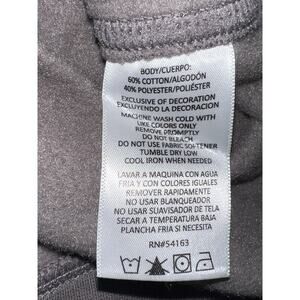 BODY/CUERPO:
60% COTTON/ALGODÓN
40% POLYESTER/POLIÉSTER
EXCLUSIVE OF DECORATION
EXCLUYENDO LA DECORACION
MACHINE WASH COLD WITH
LIKE COLORS ONLY
REMOVE PROMPTLY
DO NOT BLEACH
DO NOT USE FABRIC SOFTENER
TUMBLE DRY LOW
COOL IRON WHEN NEEDED
LAVAR A MAQUINA CON AGUA
FRIA Y CON COLORES IGUALES
REMOVER RAPIDAMENTE
NO USAR BLANQUEADOR
NO USAR SUAVISADOR DE TELA
SECAR A TEMPERATURA BAJA
PLANCHA FRIA SI NECESITA
RN#54163